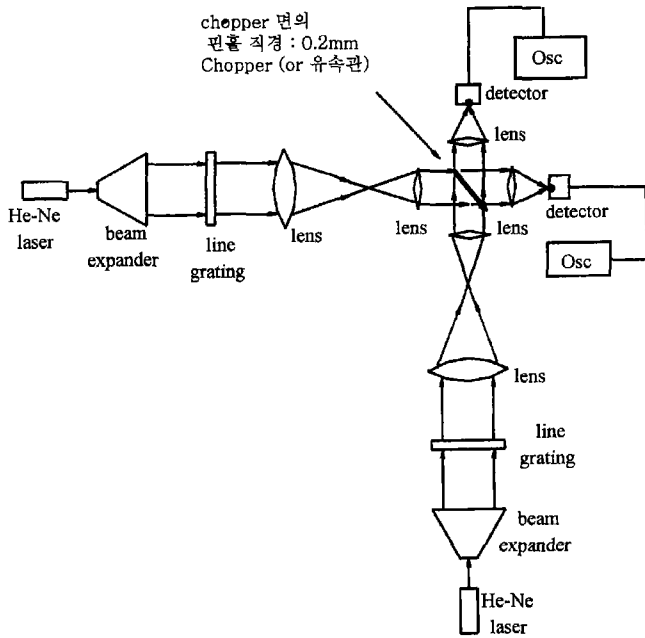 chopper 면의
핀홀 직경 : 0.2mm
Chopper (or 유속관)
Osc
detector
lens
He-Ne
laser
beam
expander
line
grating
lens
lens
lens
detector
Osc
lens
line
grating
beam
expander
He-Ne
laser